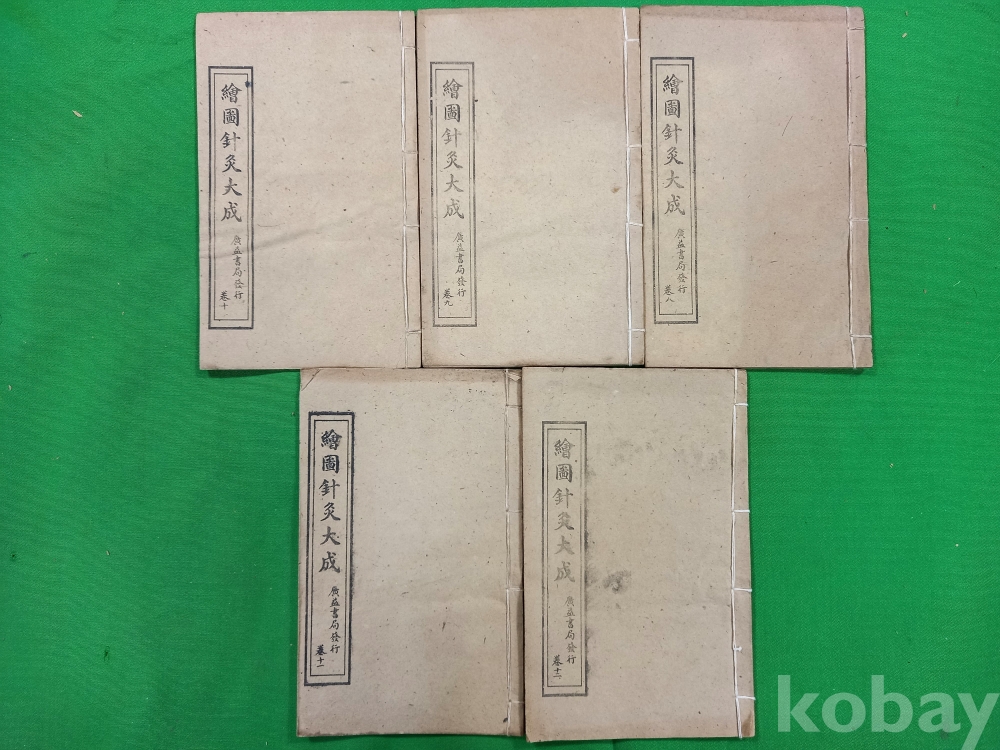 繪圖針灸大成
廣益書局發行
卷十
繪圖針灸大成
廣益書局發行
卷九
繪圖針灸大成
廣益書局發行
卷八
繪圖針灸大成
廣益書局發行
卷十一
繪圖針灸大成
廣益書局發行
卷十二
kobay